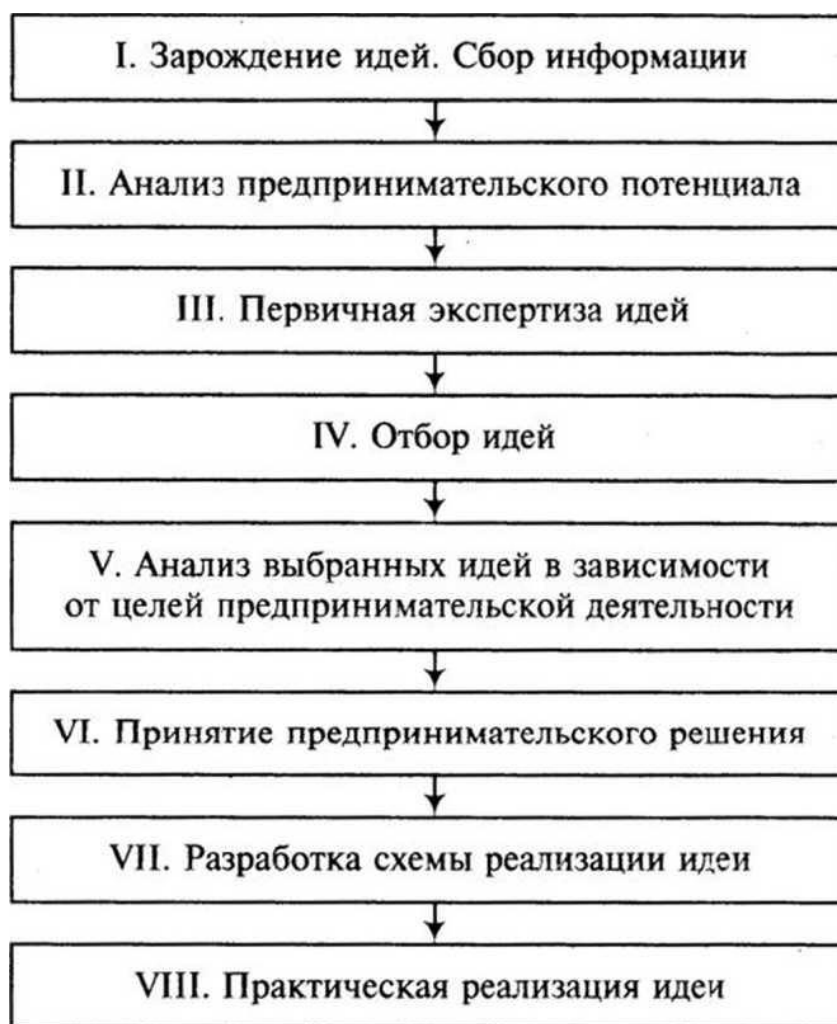 I. Зарождение идей. Сбор информации
II. Анализ предпринимательского потенциала
III. Первичная экспертиза идей
IV. Отбор идей
V. Анализ выбранных идей в зависимости
от целей предпринимательской деятельности
VI. Принятие предпринимательского решения
VII. Разработка схемы реализации идеи
VIII. Практическая реализация идеи